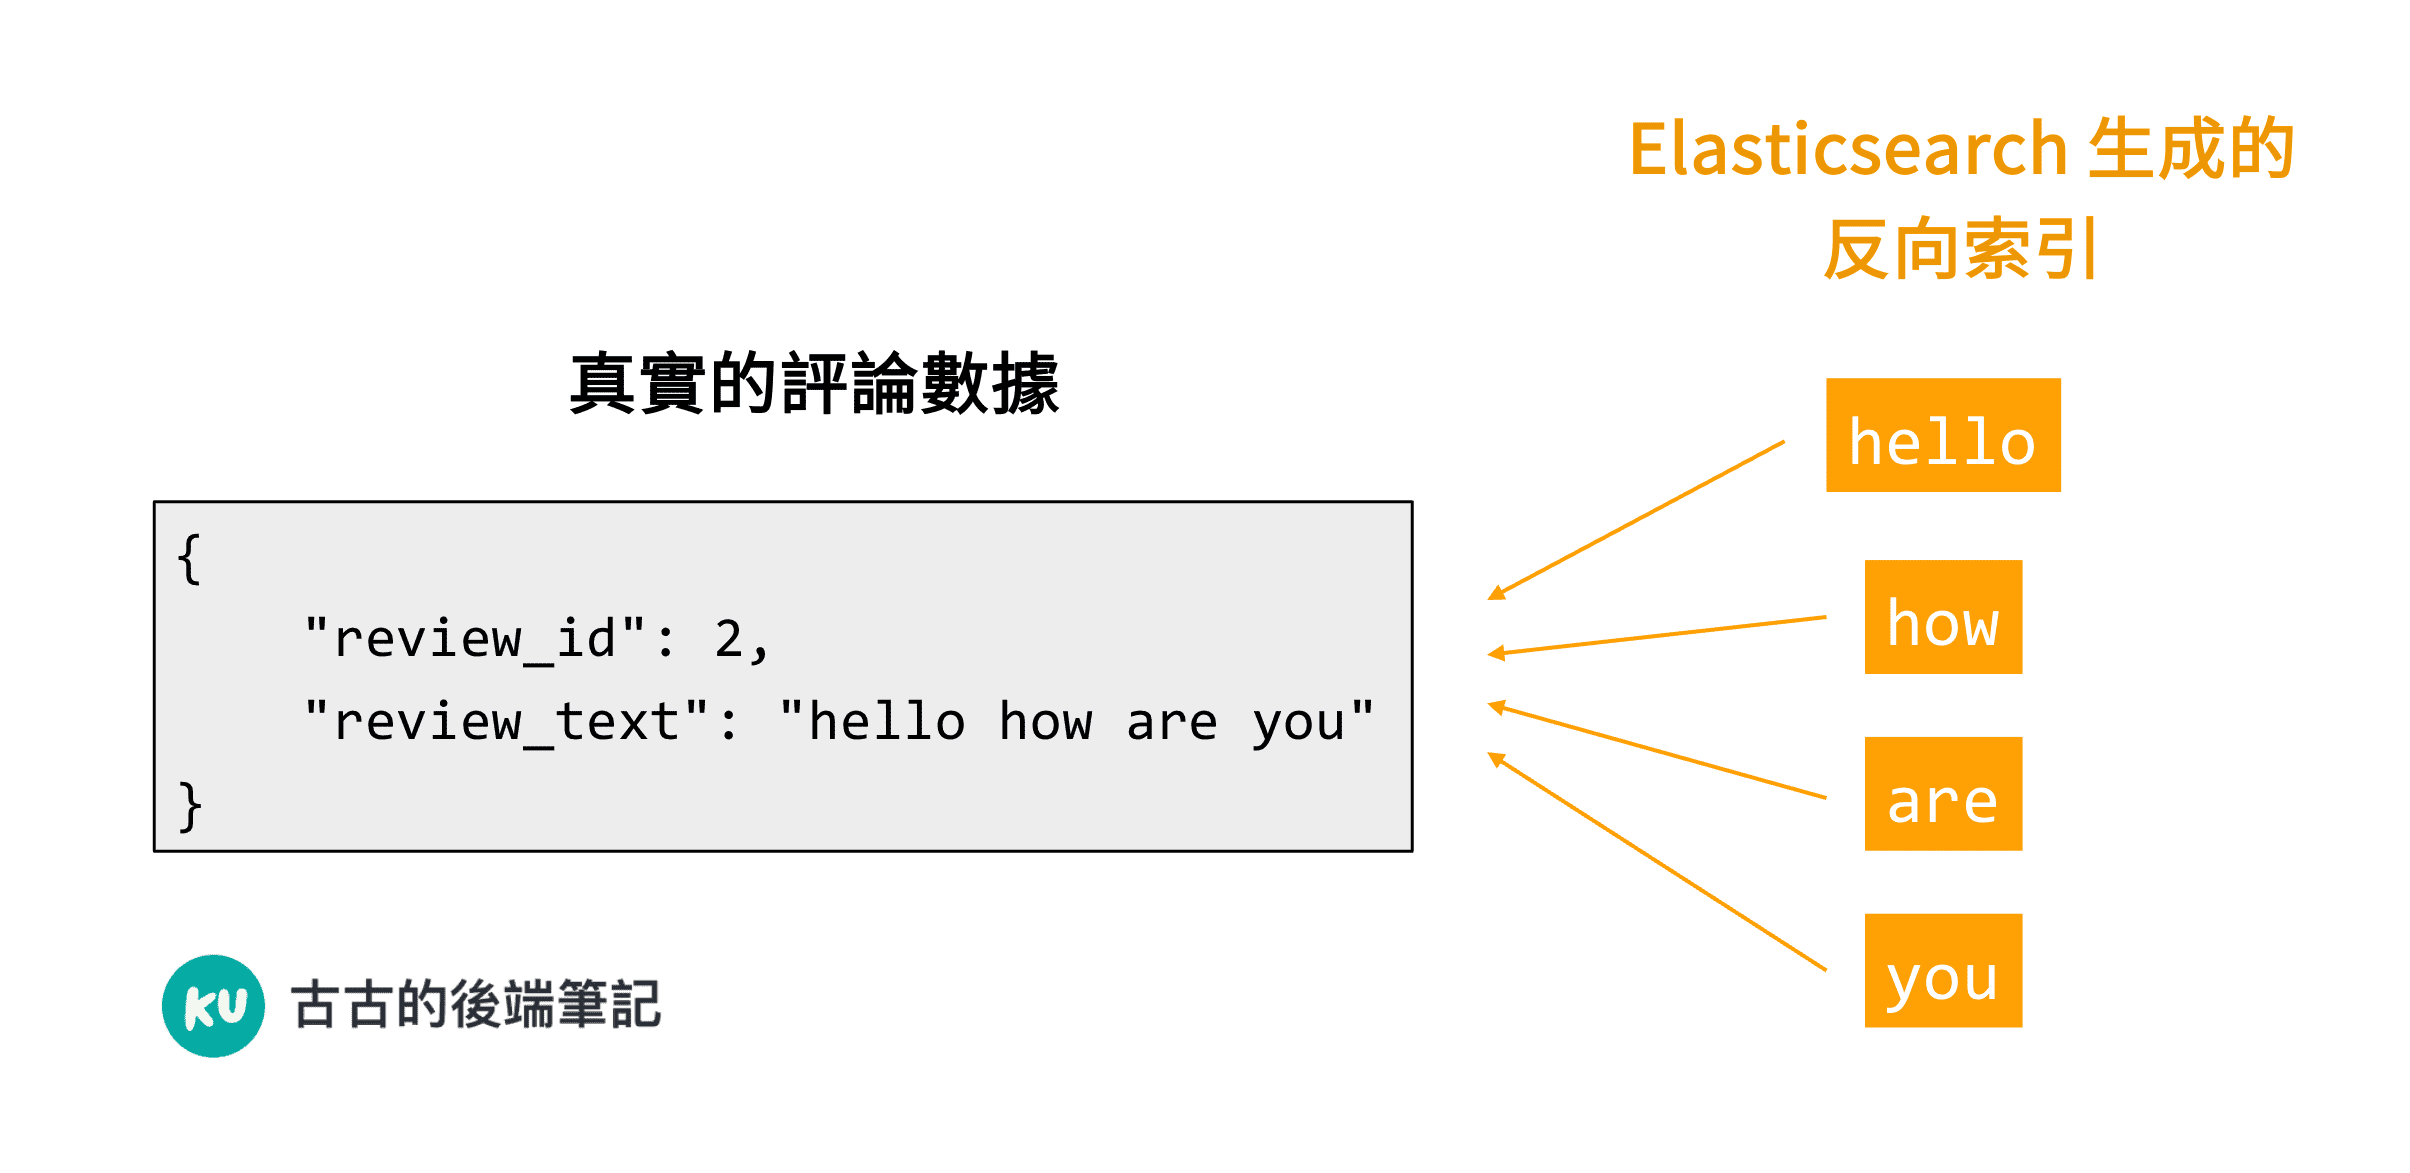 Elasticsearch 生成的
反向索引
真實的評論數據
{
"review_id": 2,
"review_text": "hello how are you"
}
hello
how
are
you
KU 古古的後端筆記